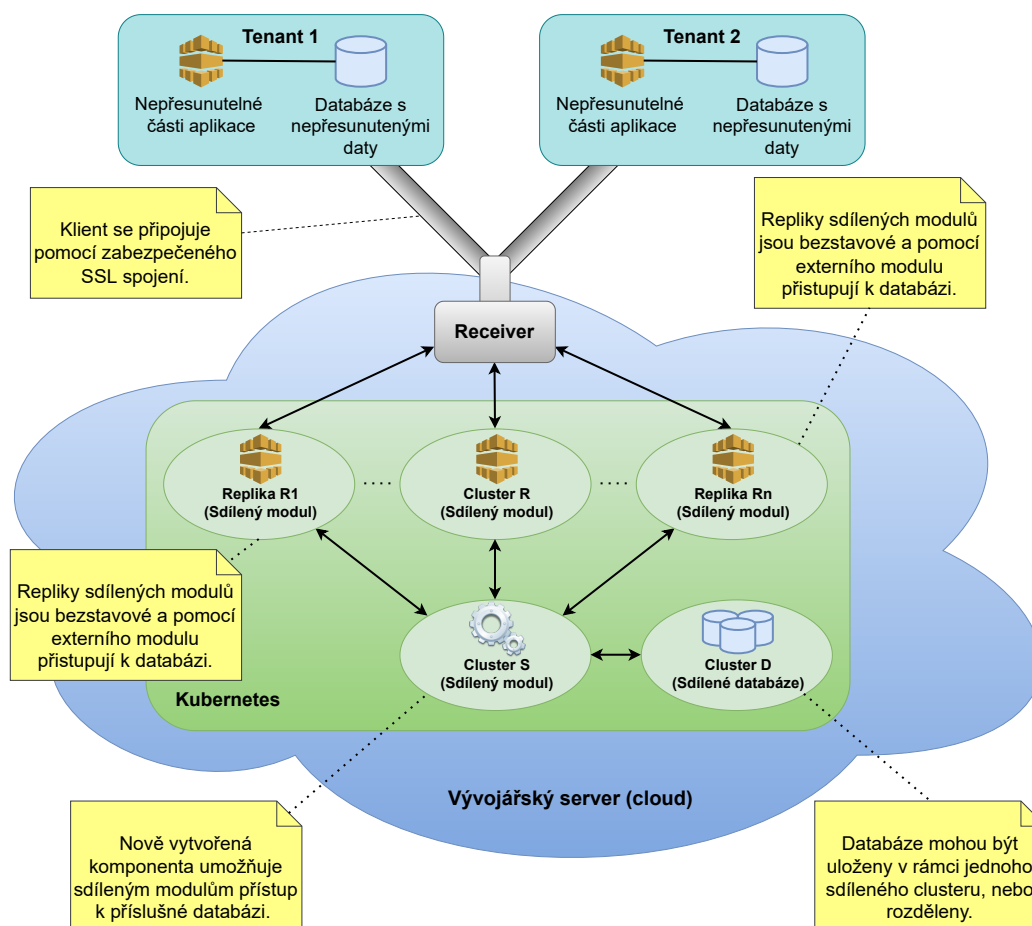 Tenant 1
Nepřesunutelné
části aplikace
Databáze s
nepřesunutenými
daty
Tenant 2
Nepřesunutelné
části aplikace
Databáze s
nepřesunutenými
daty
Klient se připojuje
pomocí zabezpečeného
SSL spojení.
Repliky sdílených modulů
jsou bezstavové a pomocí
externího modulu
přistupují k databázi.
Receiver
Replika R1
(Sdílený modul)
Cluster R
(Sdílený modul)
Replika Rn
(Sdílený modul)
Repliky sdílených modulů
jsou bezstavové a pomocí
externího modulu
přistupují k databázi.
Cluster S
(Sdílený modul)
Cluster D
(Sdílené databáze)
Kubernetes
Vývojářský server (cloud)
Nově vytvořená
komponenta umožňuje
sdíleným modulům přístup
k příslušné databázi.
Databáze mohou být
uloženy v rámci jednoho
sdíleného clusteru, nebo
rozděleny.